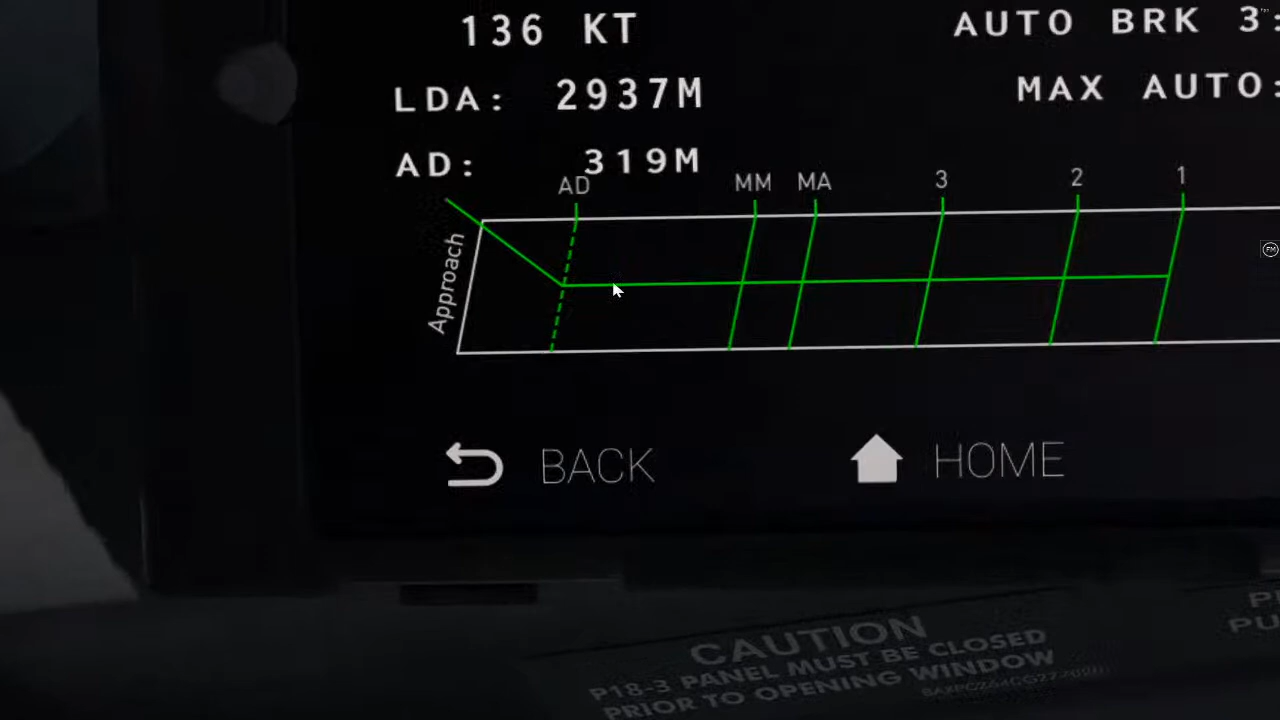 136 KT
AUTO BRK 3:
LDA: 2937M
MAX AUTO:
AD: 319M
AD MM MA 3 2 1
Approach
BACK
HOME
CAUTION
P18-3 PANEL MUST BE CLOSED
PRIOR TO OPENING WINDOW